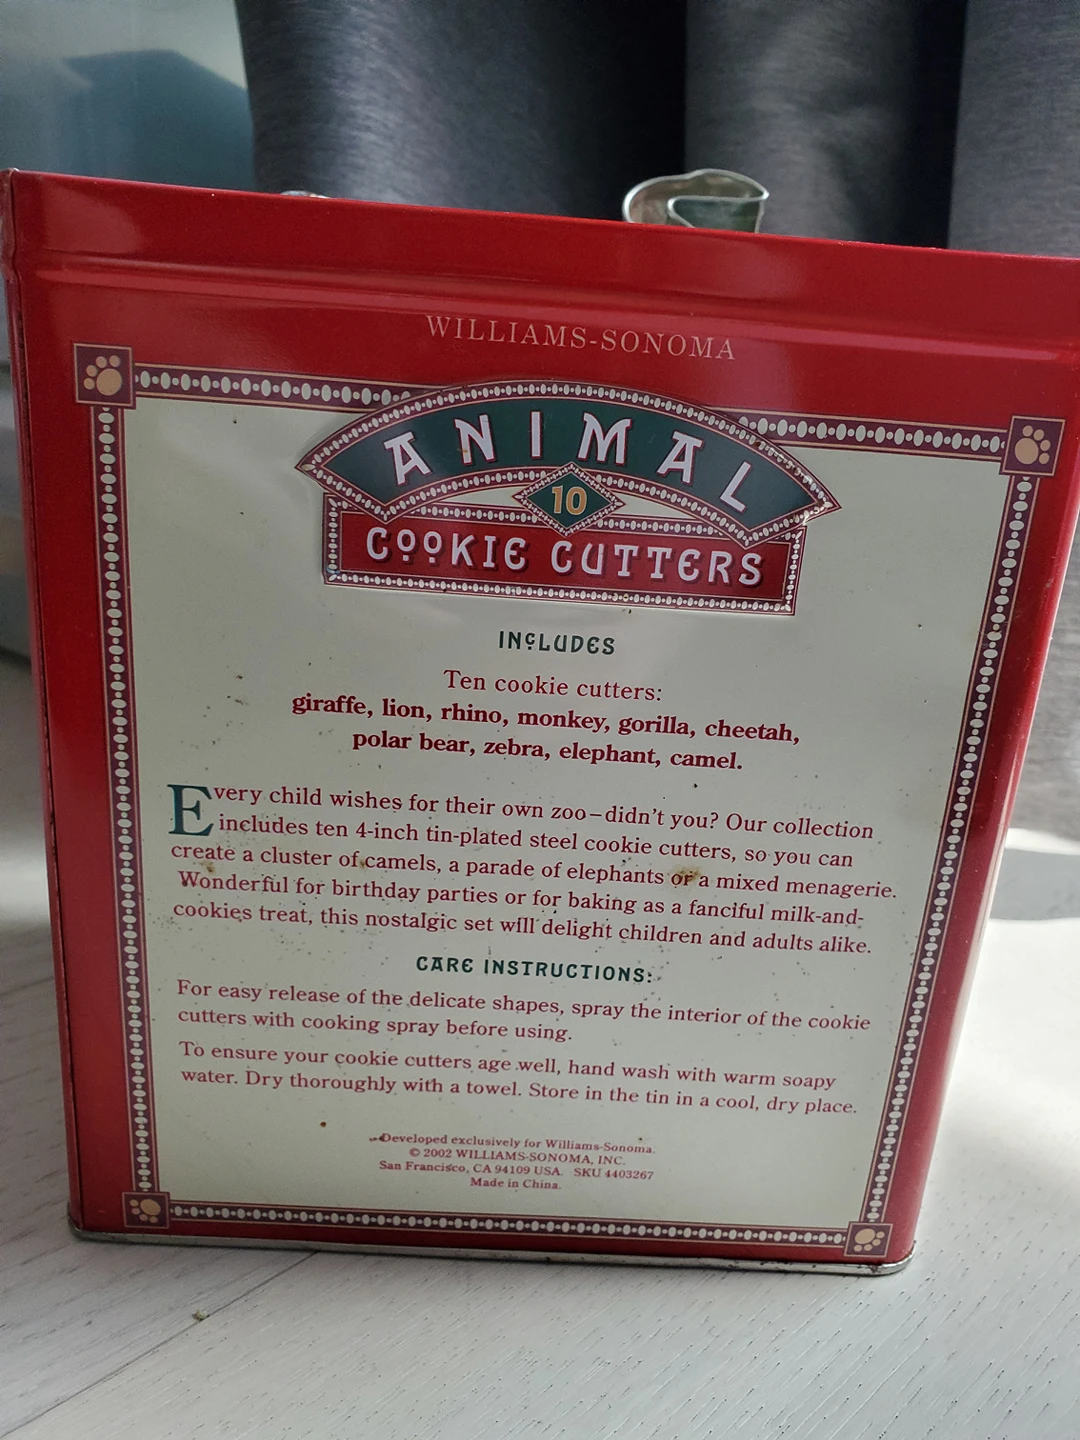 WILLIAMS-SONOMA
ANIMAL
10
COOKIE CUTTERS
INCLUDES
Ten cookie cutters:
giraffe, lion, rhino, monkey, gorilla, cheetah,
polar bear, zebra, elephant, camel.
Every child wishes for their own zoo–didn't you? Our collection
includes ten 4-inch tin-plated steel cookie cutters, so you can
create a cluster of camels, a parade of elephants or a mixed menagerie.
Wonderful for birthday parties or for baking as a fanciful milk-and-
cookies treat, this nostalgic set will delight children and adults alike.
CARE INSTRUCTIONS:
For easy release of the delicate shapes, spray the interior of the cookie
cutters with cooking spray before using.
To ensure your cookie cutters age well, hand wash with warm soapy
water. Dry thoroughly with a towel. Store in the tin in a cool, dry place.
Developed exclusively for Williams-Sonoma.
© 2002 WILLIAMS-SONOMA, INC.
San Francisco, CA 94109 USA. SKU 4403267
Made in China.